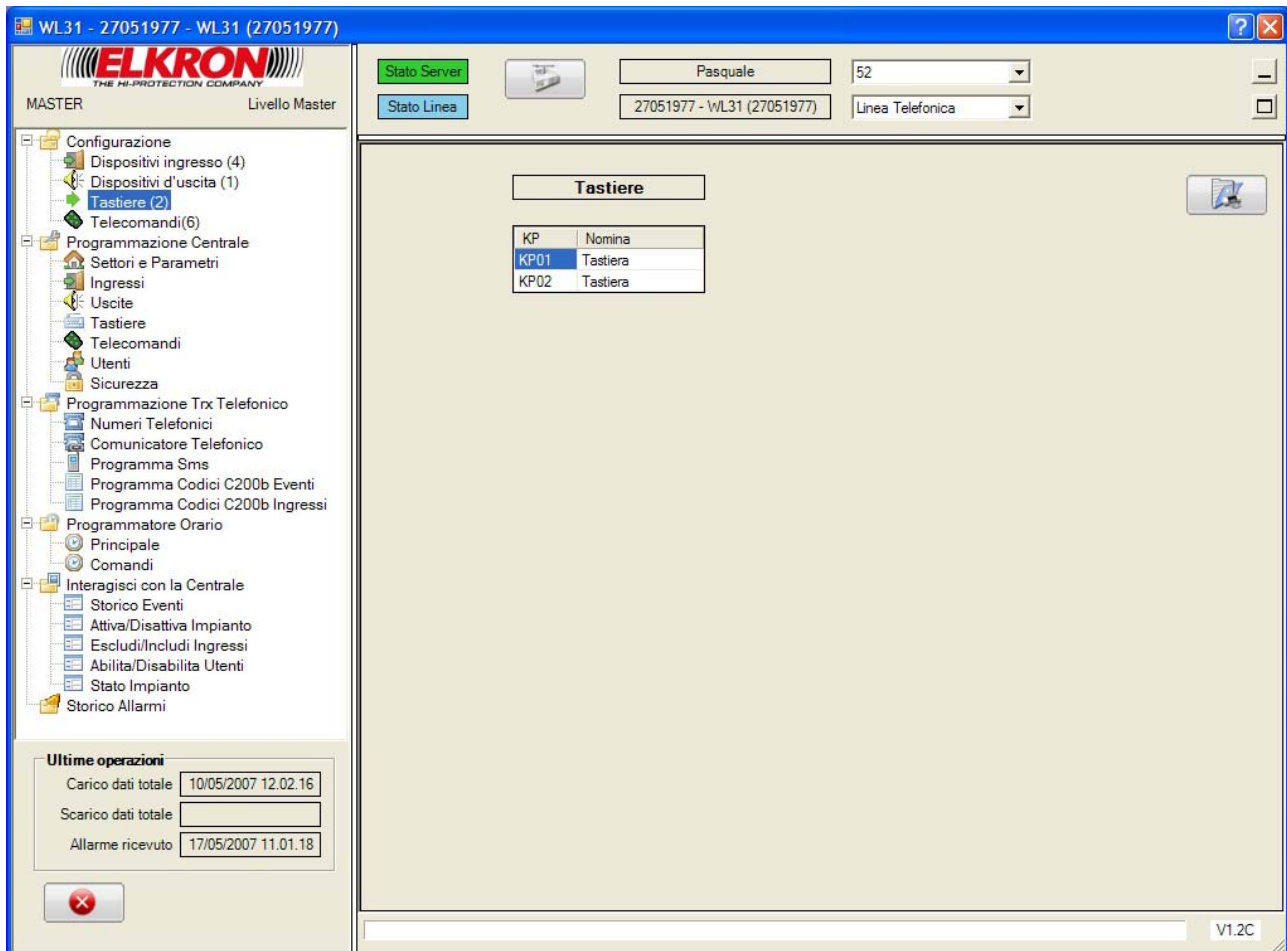 WL31 - 27051977 - WL31 (27051977)
ELKRON
THE HI-PROTECTION COMPANY
MASTER Livello Master
Configurazione
Dispositivi ingresso (4)
Dispositivi d'uscita (1)
Tastiere (2)
Telecomandi(6)
Programmazione Centrale
Settori e Parametri
Ingressi
Uscite
Tastiere
Telecomandi
Utenti
Sicurezza
Programmazione Trx Telefonico
Numeri Telefonici
Comunicatore Telefonico
Programma Sms
Programma Codici C200b Eventi
Programma Codici C200b Ingressi
Programmatore Orario
Principale
Comandi
Interagisci con la Centrale
Storico Eventi
Attiva/Disattiva Impianto
Escludi/Includi Ingressi
Abilita/Disabilita Utenti
Stato Impianto
Storico Allarmi
Ultime operazioni
Carico dati totale 10/05/2007 12.02.16
Scarico dati totale
Allarme ricevuto 17/05/2007 11.01.18
Stato Server Pasquale 52
Stato Linea 27051977 - WL31 (27051977) Linea Telefonica
Tastiere
KP Nomina
KP01 Tastiera
KP02 Tastiera
V1.2C